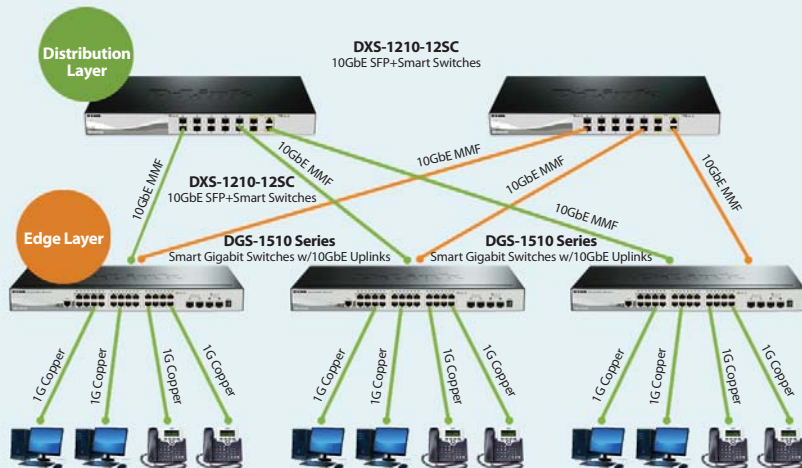 Distribution
Layer
DXS-1210-12SC
10GbE SFP+Smart Switches
D-Link
D-Link
10GbE MMF
10GbE MMF
10GbE MMF
10GbE MMF
10GbE MMF
10GbE MMF
DXS-1210-12SC
10GbE SFP+Smart Switches
Edge Layer
DGS-1510 Series
Smart Gigabit Switches w/10GbE Uplinks
DGS-1510 Series
Smart Gigabit Switches w/10GbE Uplinks
1G Copper
1G Copper
1G Copper
1G Copper
1G Copper
1G Copper
1G Copper
1G Copper
1G Copper
1G Copper
1G Copper
1G Copper